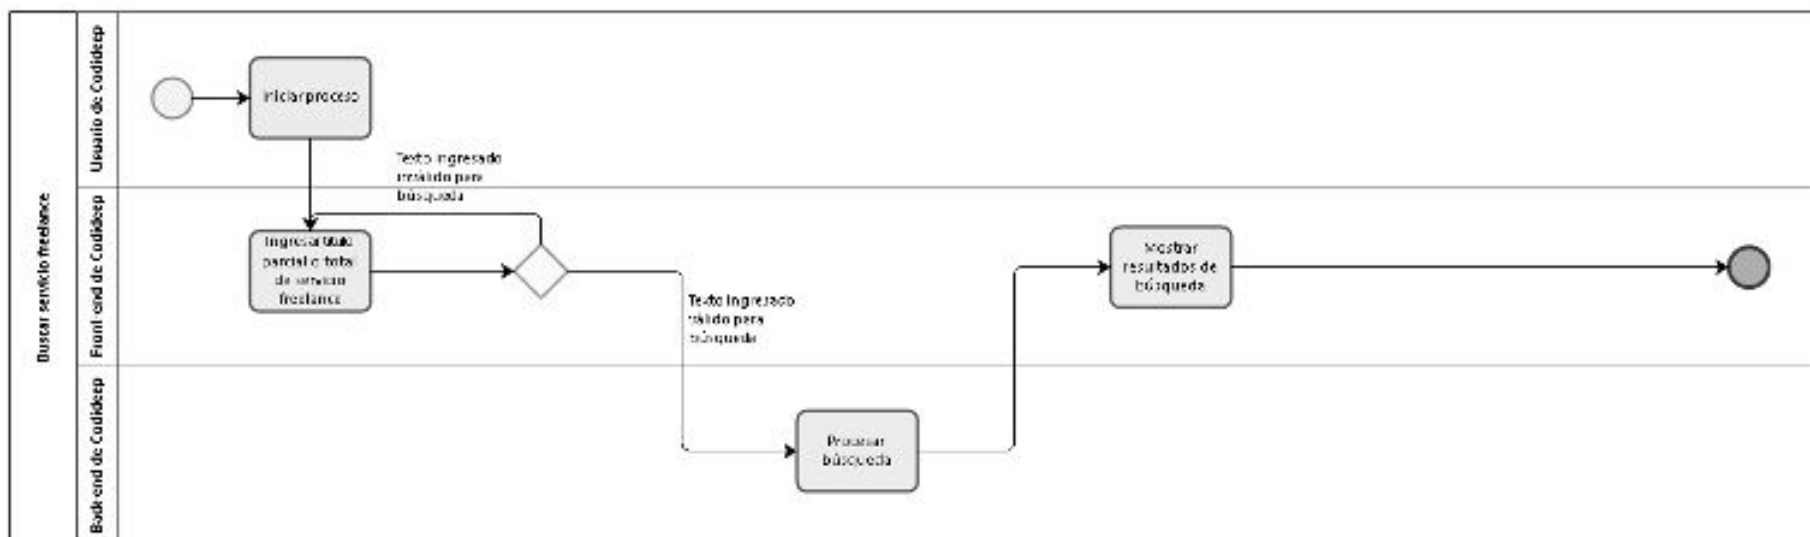 Buscar servicio freelance
Usuario de Codideep
Iniciar proceso
Texto ingresado
inválido para
búsqueda
Front-end de Codideep
Ingresar título
parcial o total
de servicio
freelance
Texto ingresado
válido para
búsqueda
Mostrar
resultados de
búsqueda
Back-end de Codideep
Procesar
búsqueda